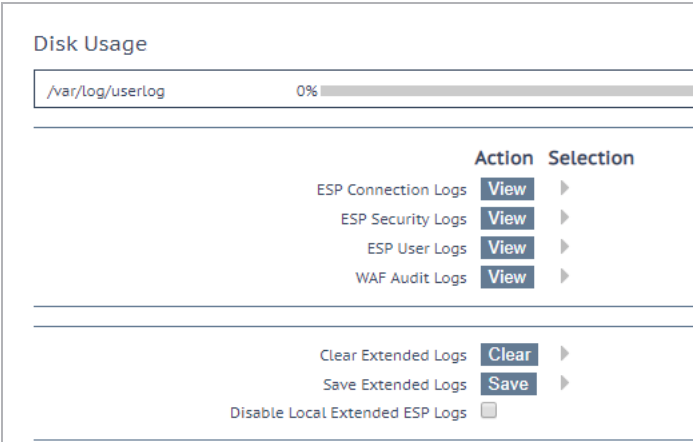 Disk Usage
/var/log/userlog 0%
Action Selection
ESP Connection Logs View
ESP Security Logs View
ESP User Logs View
WAF Audit Logs View
Clear Extended Logs Clear
Save Extended Logs Save
Disable Local Extended ESP Logs